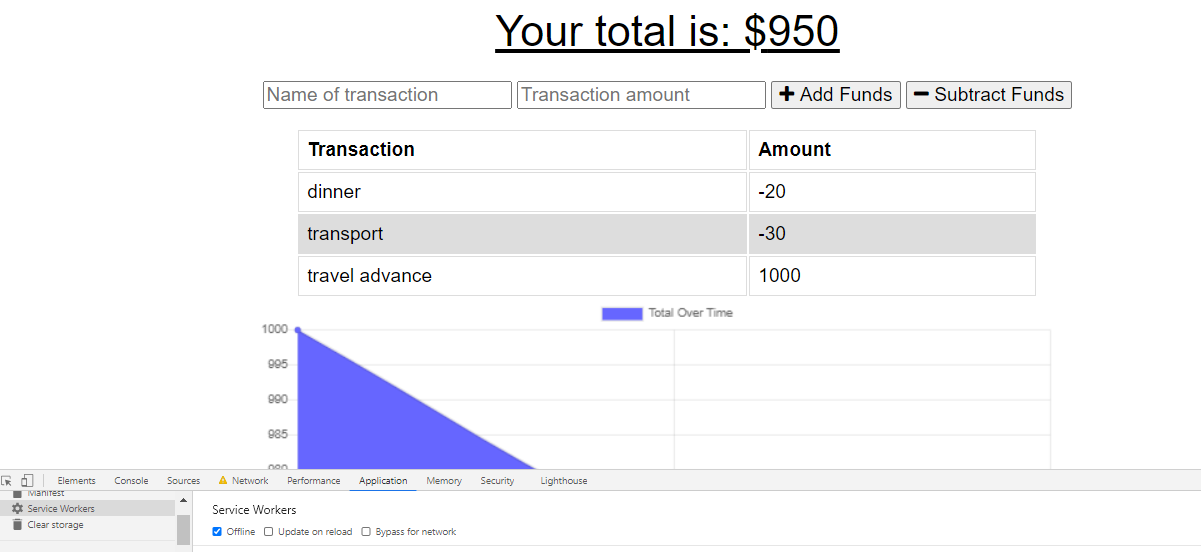 Your total is: $950
Name of transaction Transaction amount + Add Funds − Subtract Funds
Transaction Amount
dinner -20
transport -30
travel advance 1000
Total Over Time
1000
995
990
985
980
Elements Console Sources Network Performance Application Memory Security Lighthouse
Manifest
Service Workers
Clear storage
Service Workers
Offline Update on reload Bypass for network